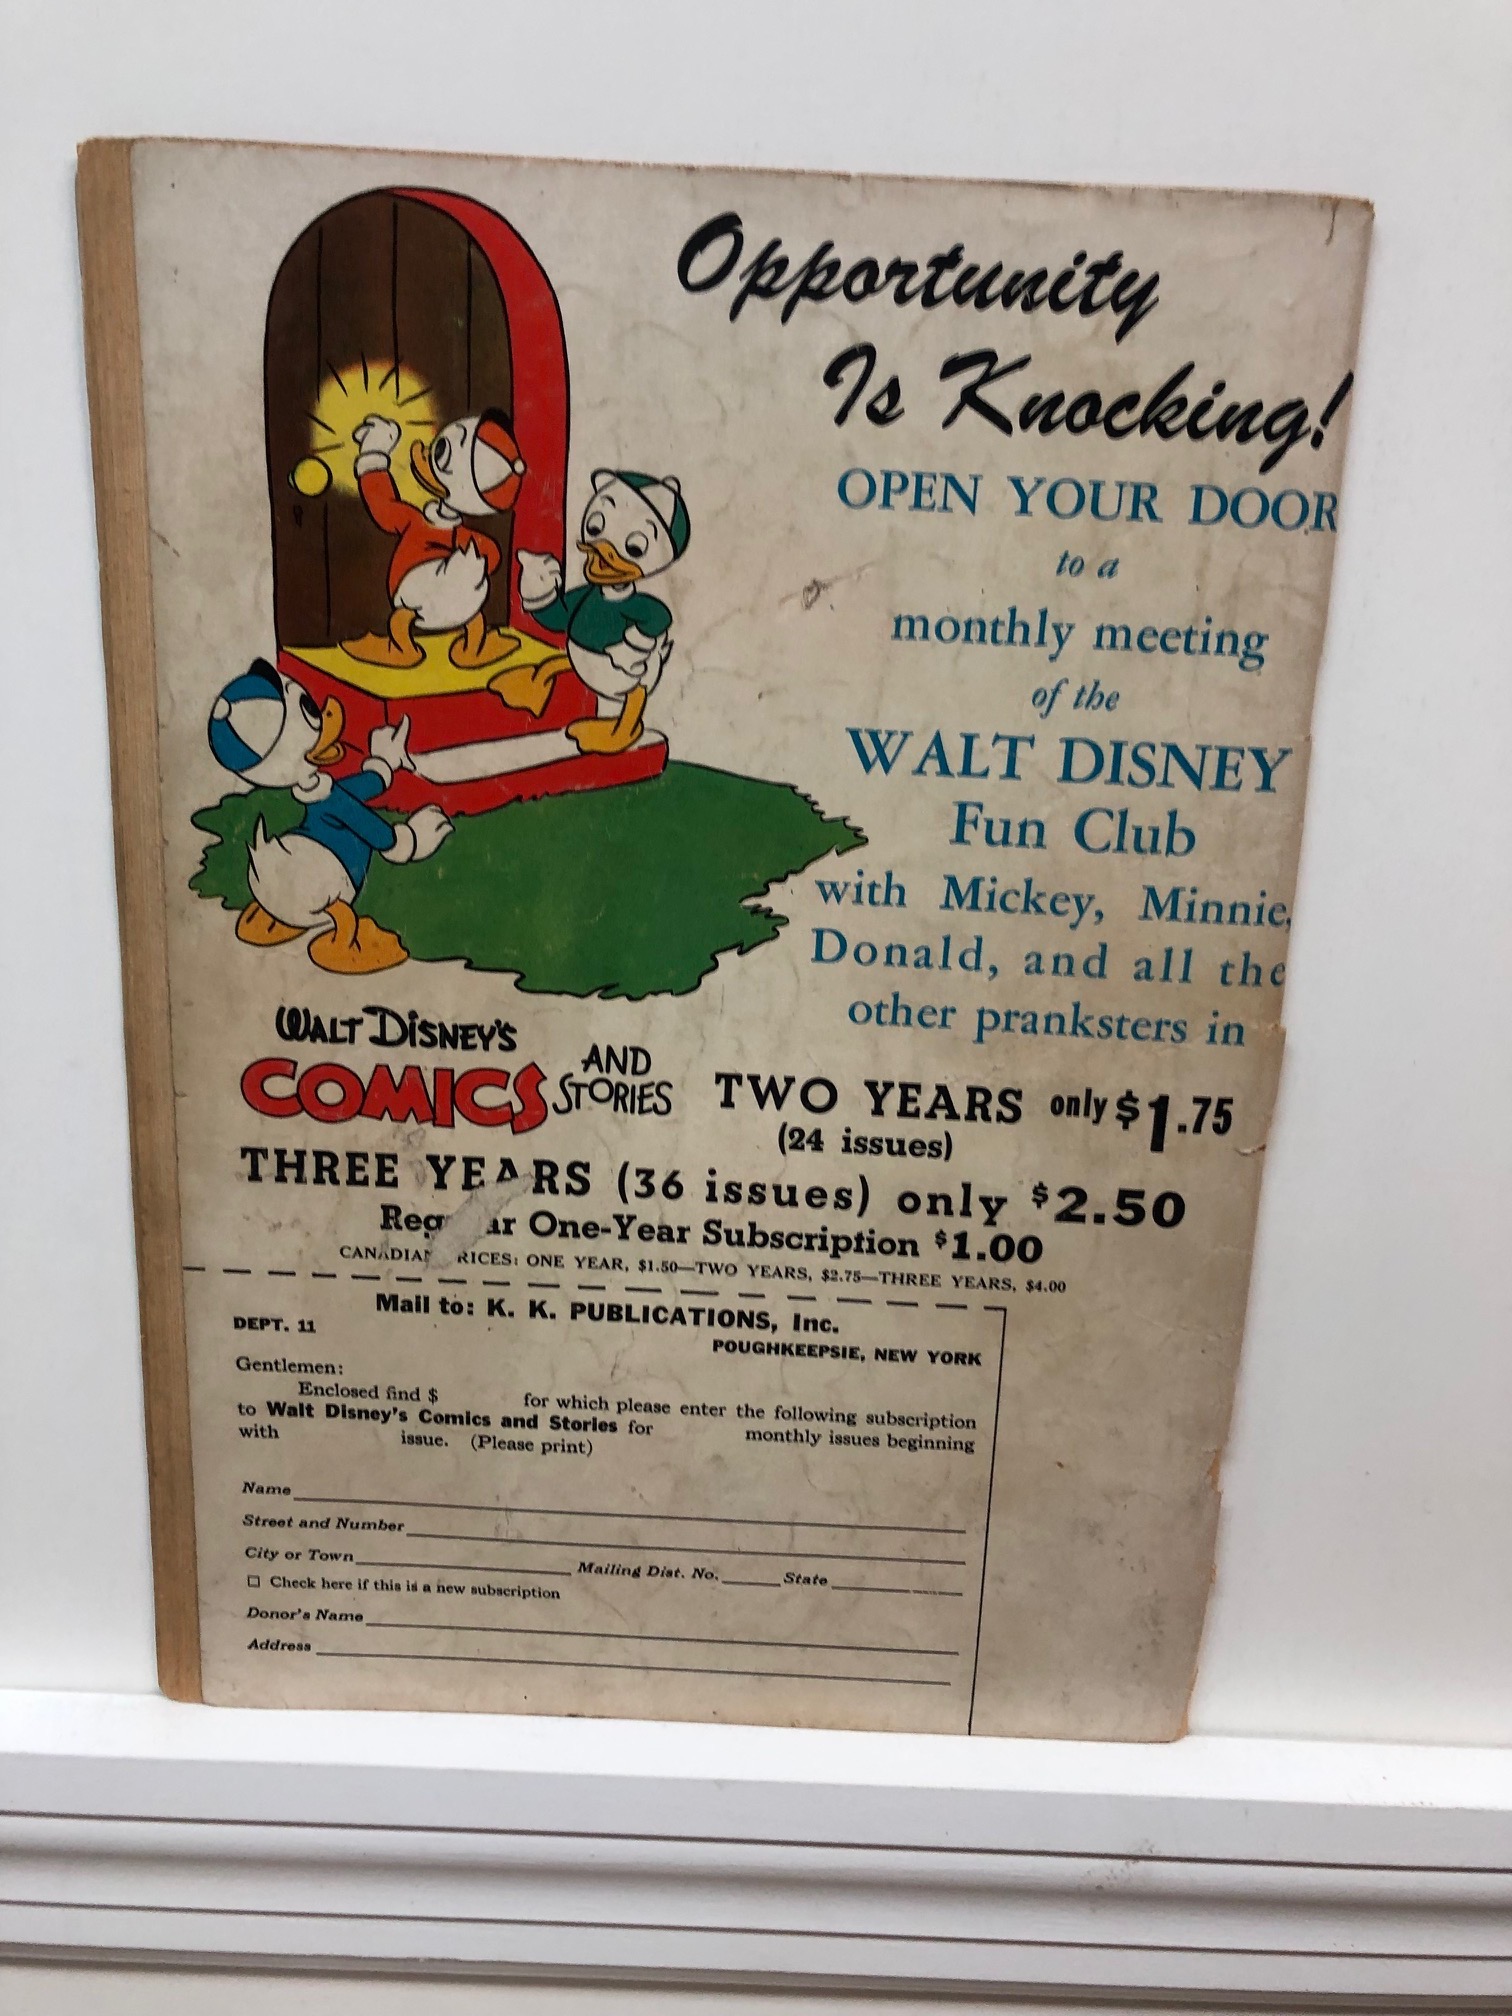 Opportunity
Is Knocking!
OPEN YOUR DOOR
to a
monthly meeting
of the
WALT DISNEY
Fun Club
with Mickey, Minnie,
Donald, and all the
other pranksters in
WALT DISNEY'S
COMICS AND STORIES
TWO YEARS only $1.75
(24 issues)
THREE YEARS (36 issues) only $2.50
One-Year Subscription $1.00
ONE YEAR, $1.50—TWO YEARS, $2.75—THREE YEARS, $4.00
Mail to: K. K. PUBLICATIONS, Inc.
DEPT. 11
POUGHKEEPSIE, NEW YORK
Gentlemen:
Enclosed find $ for which please enter the following subscription
to Walt Disney's Comics and Stories for monthly issues beginning
with issue. (Please print)
Name
Street and Number
City or Town Mailing Dist. No. State
☐ Check here if this is a new subscription
Donor's Name
Address